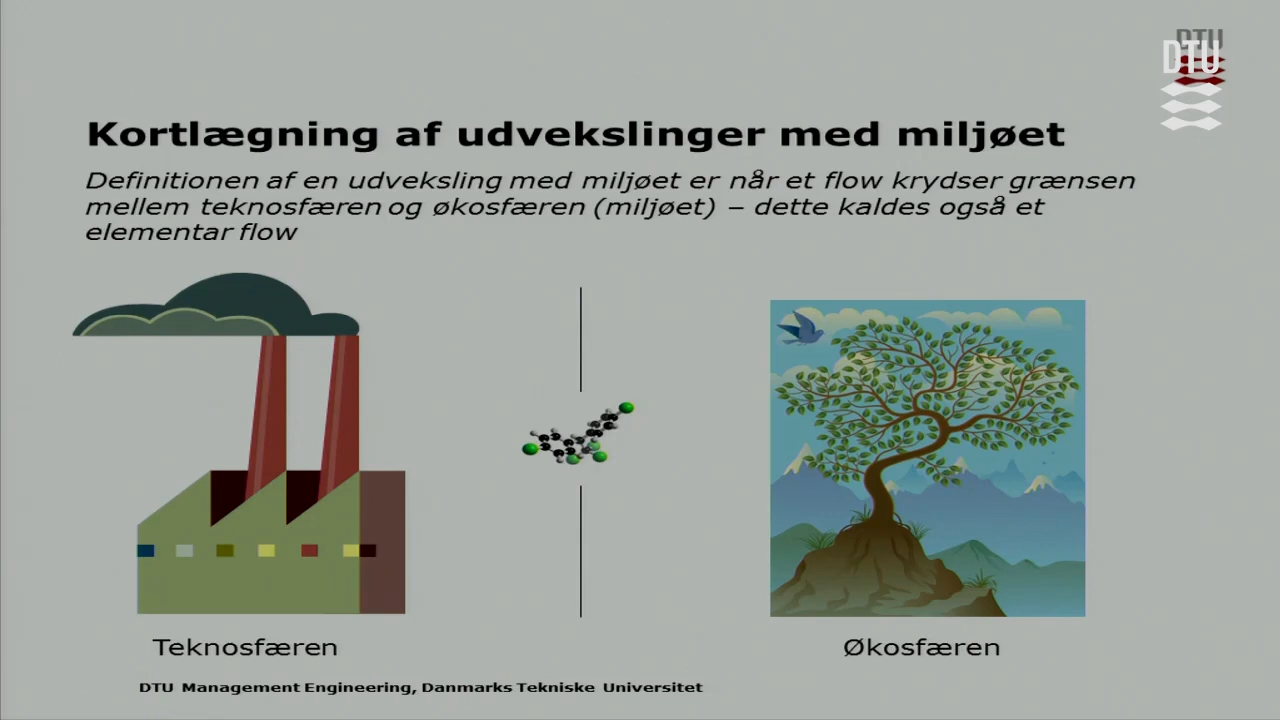 DTU
DTU
Kortlægning af udvekslinger med miljøet
Definitionen af en udveksling med miljøet er når et flow krydser grænsen
mellem teknosfæren og økosfæren (miljøet) – dette kaldes også et
elementar flow
Teknosfæren
Økosfæren
DTU Management Engineering, Danmarks Tekniske Universitet